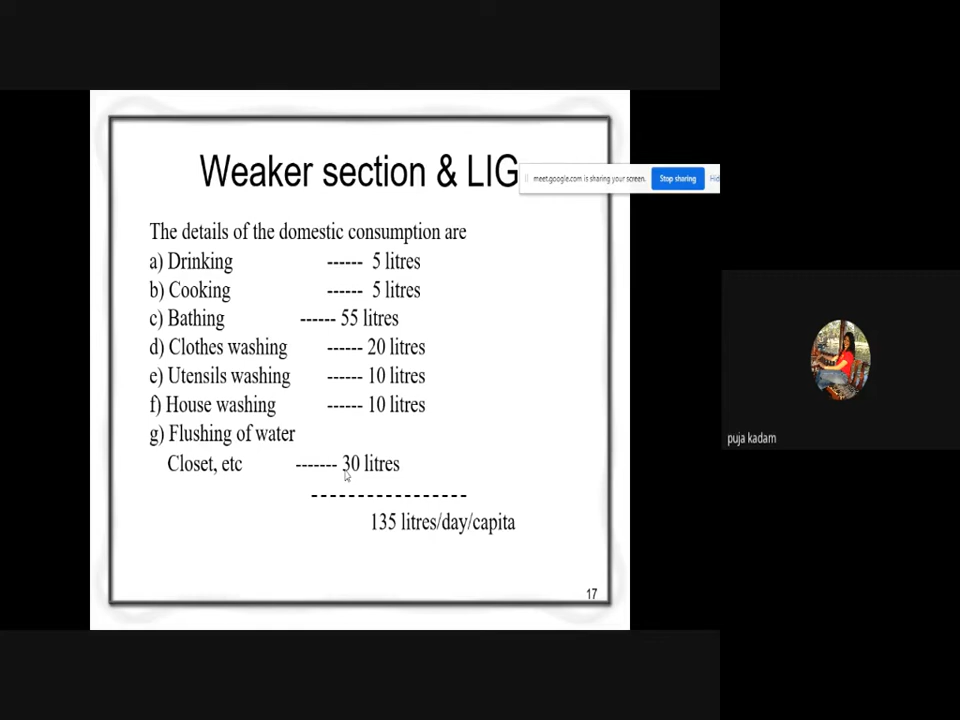 Weaker section & LIG
meet.google.com is sharing your screen.
Stop sharing
Hid
The details of the domestic consumption are
a) Drinking ------ 5 litres
b) Cooking ------ 5 litres
c) Bathing ------ 55 litres
d) Clothes washing ------ 20 litres
e) Utensils washing ------ 10 litres
f) House washing ------ 10 litres
g) Flushing of water
Closet, etc ------- 30 litres
-----------------
135 litres/day/capita
17
puja kadam